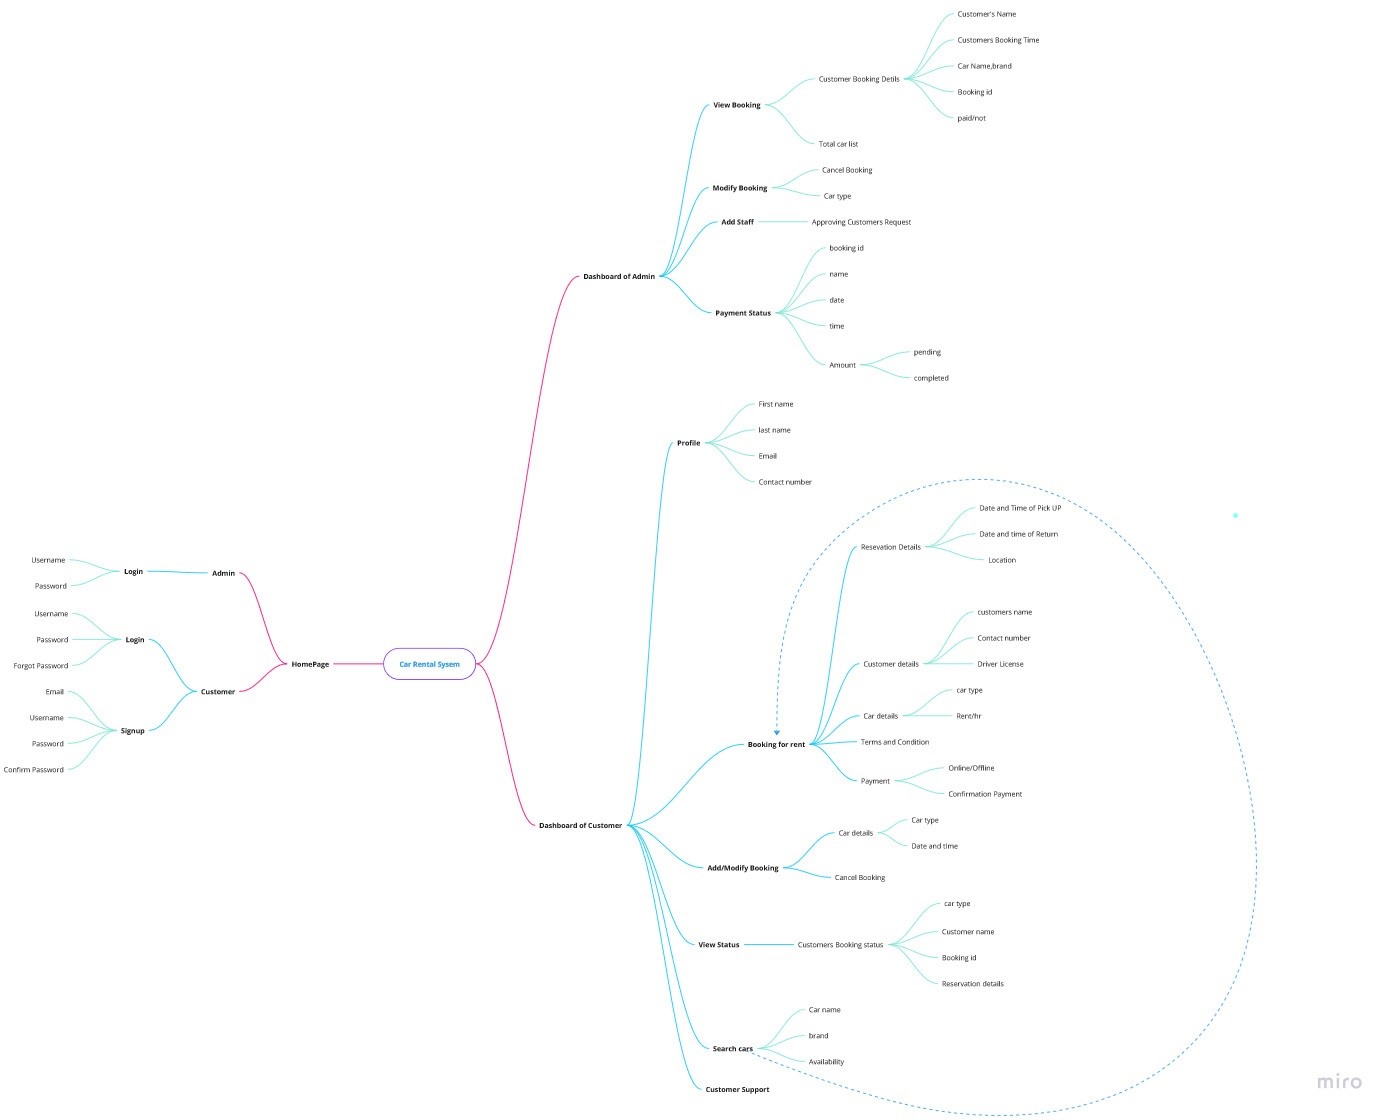 Car Rental Sysem
HomePage
Admin
Login
Username
Password
Customer
Login
Username
Password
Forgot Password
Signup
Email
Username
Password
Confirm Password
Dashboard of Admin
View Booking
Customer Booking Detils
Customer's Name
Customers Booking Time
Car Name,brand
Booking id
paid/not
Total car list
Modify Booking
Cancel Booking
Car type
Add Staff
Approving Customers Request
Payment Status
booking id
name
date
time
Amount
pending
completed
Dashboard of Customer
Profile
First name
last name
Email
Contact number
Booking for rent
Resevation Details
Date and Time of Pick UP
Date and time of Return
Location
Customer details
customers name
Contact number
Driver License
Car details
car type
Rent/hr
Terms and Condition
Payment
Online/Offline
Confirmation Payment
Add/Modify Booking
Car details
Car type
Date and time
Cancel Booking
View Status
Customers Booking status
car type
Customer name
Booking id
Reservation details
Search cars
Car name
brand
Availability
Customer Support
miro